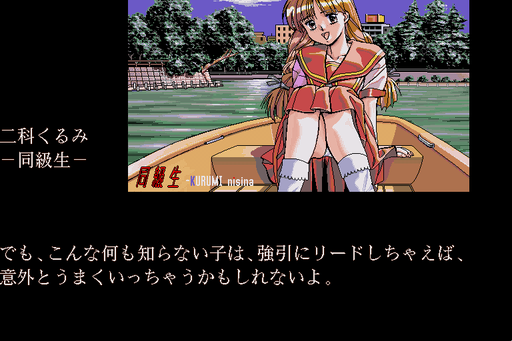 二科くるみ
－同級生－
同級生 -KURUMI nisina
でも、こんな何も知らない子は、強引にリードしちゃえば、
意外とうまくいっちゃうかもしれないよ。